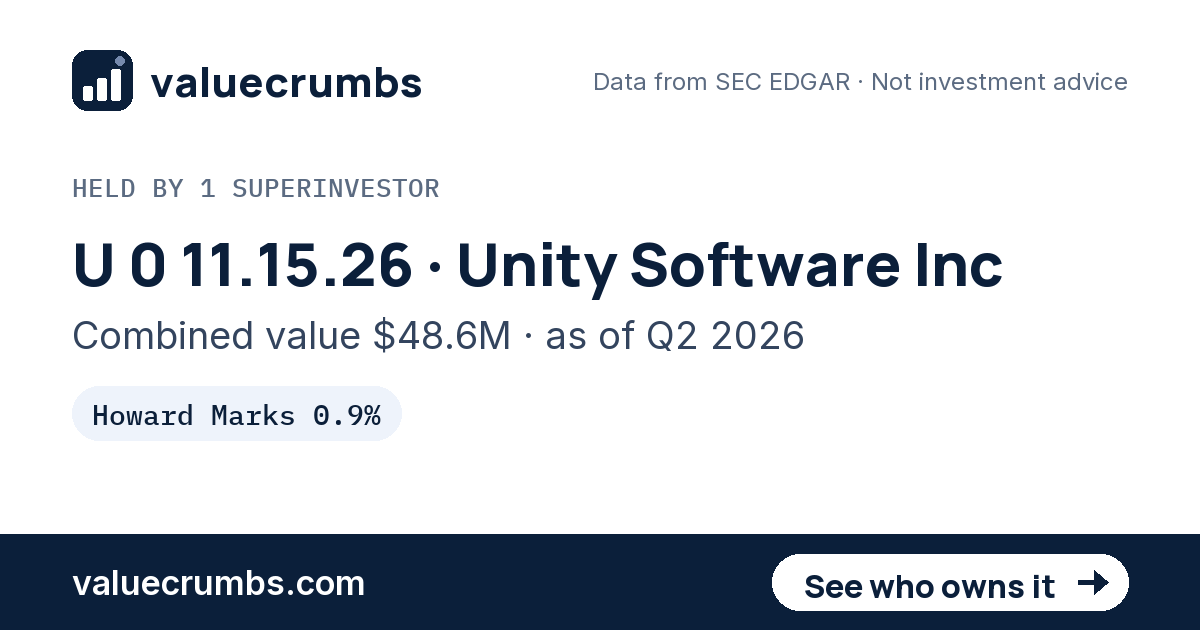 valuecrumbs
Data from SEC EDGAR · Not investment advice
HELD BY 1 SUPERINVESTOR
U 0 11.15.26 · Unity Software Inc
Combined value $48.6M · as of Q2 2026
Howard Marks 0.9%
valuecrumbs.com
See who owns it →